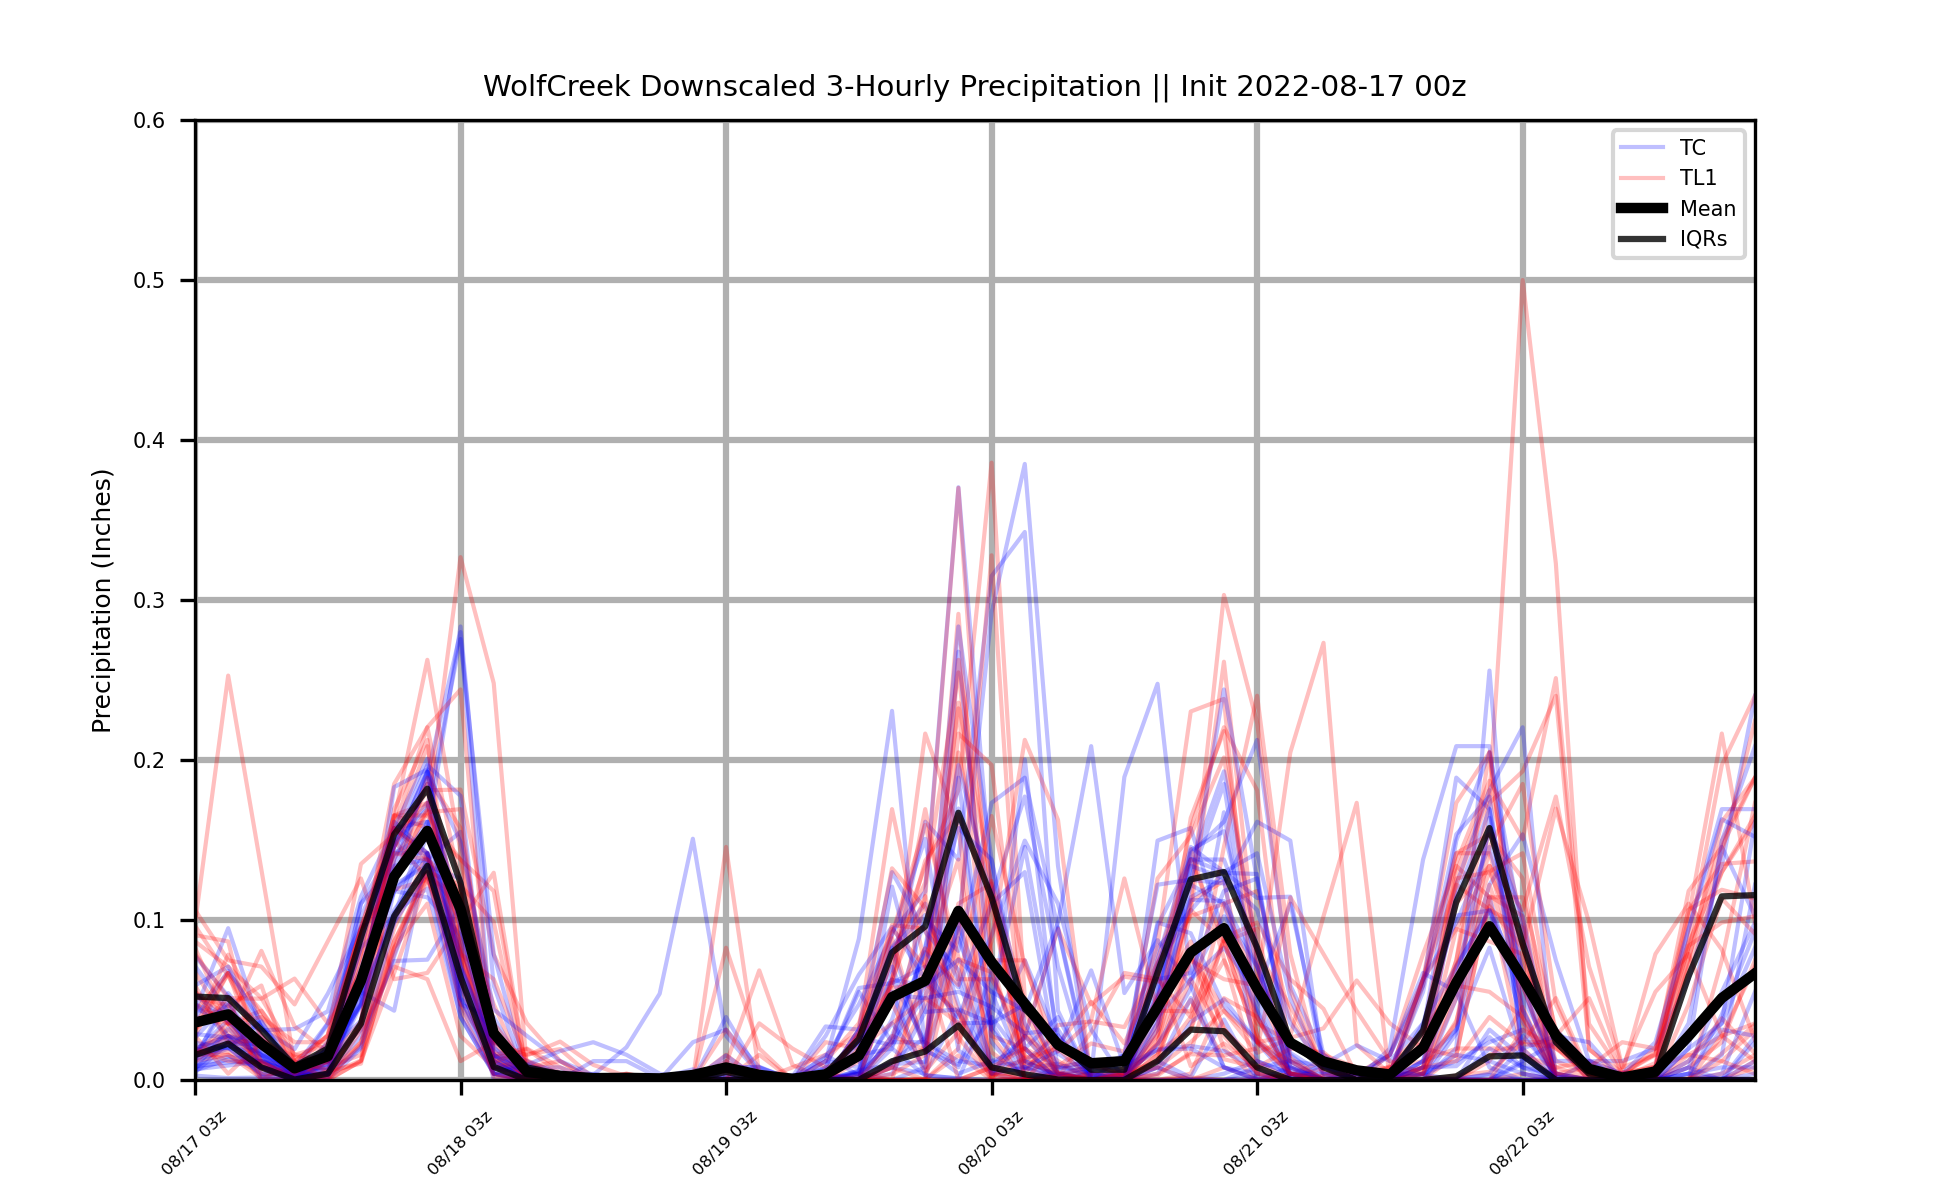 WolfCreek Downscaled 3-Hourly Precipitation || Init 2022-08-17 00z
Precipitation (Inches)
0.6
0.5
0.4
0.3
0.2
0.1
0.0
TC
TL1
Mean
IQRs
08/17 03z
08/18 03z
08/19 03z
08/20 03z
08/21 03z
08/22 03z